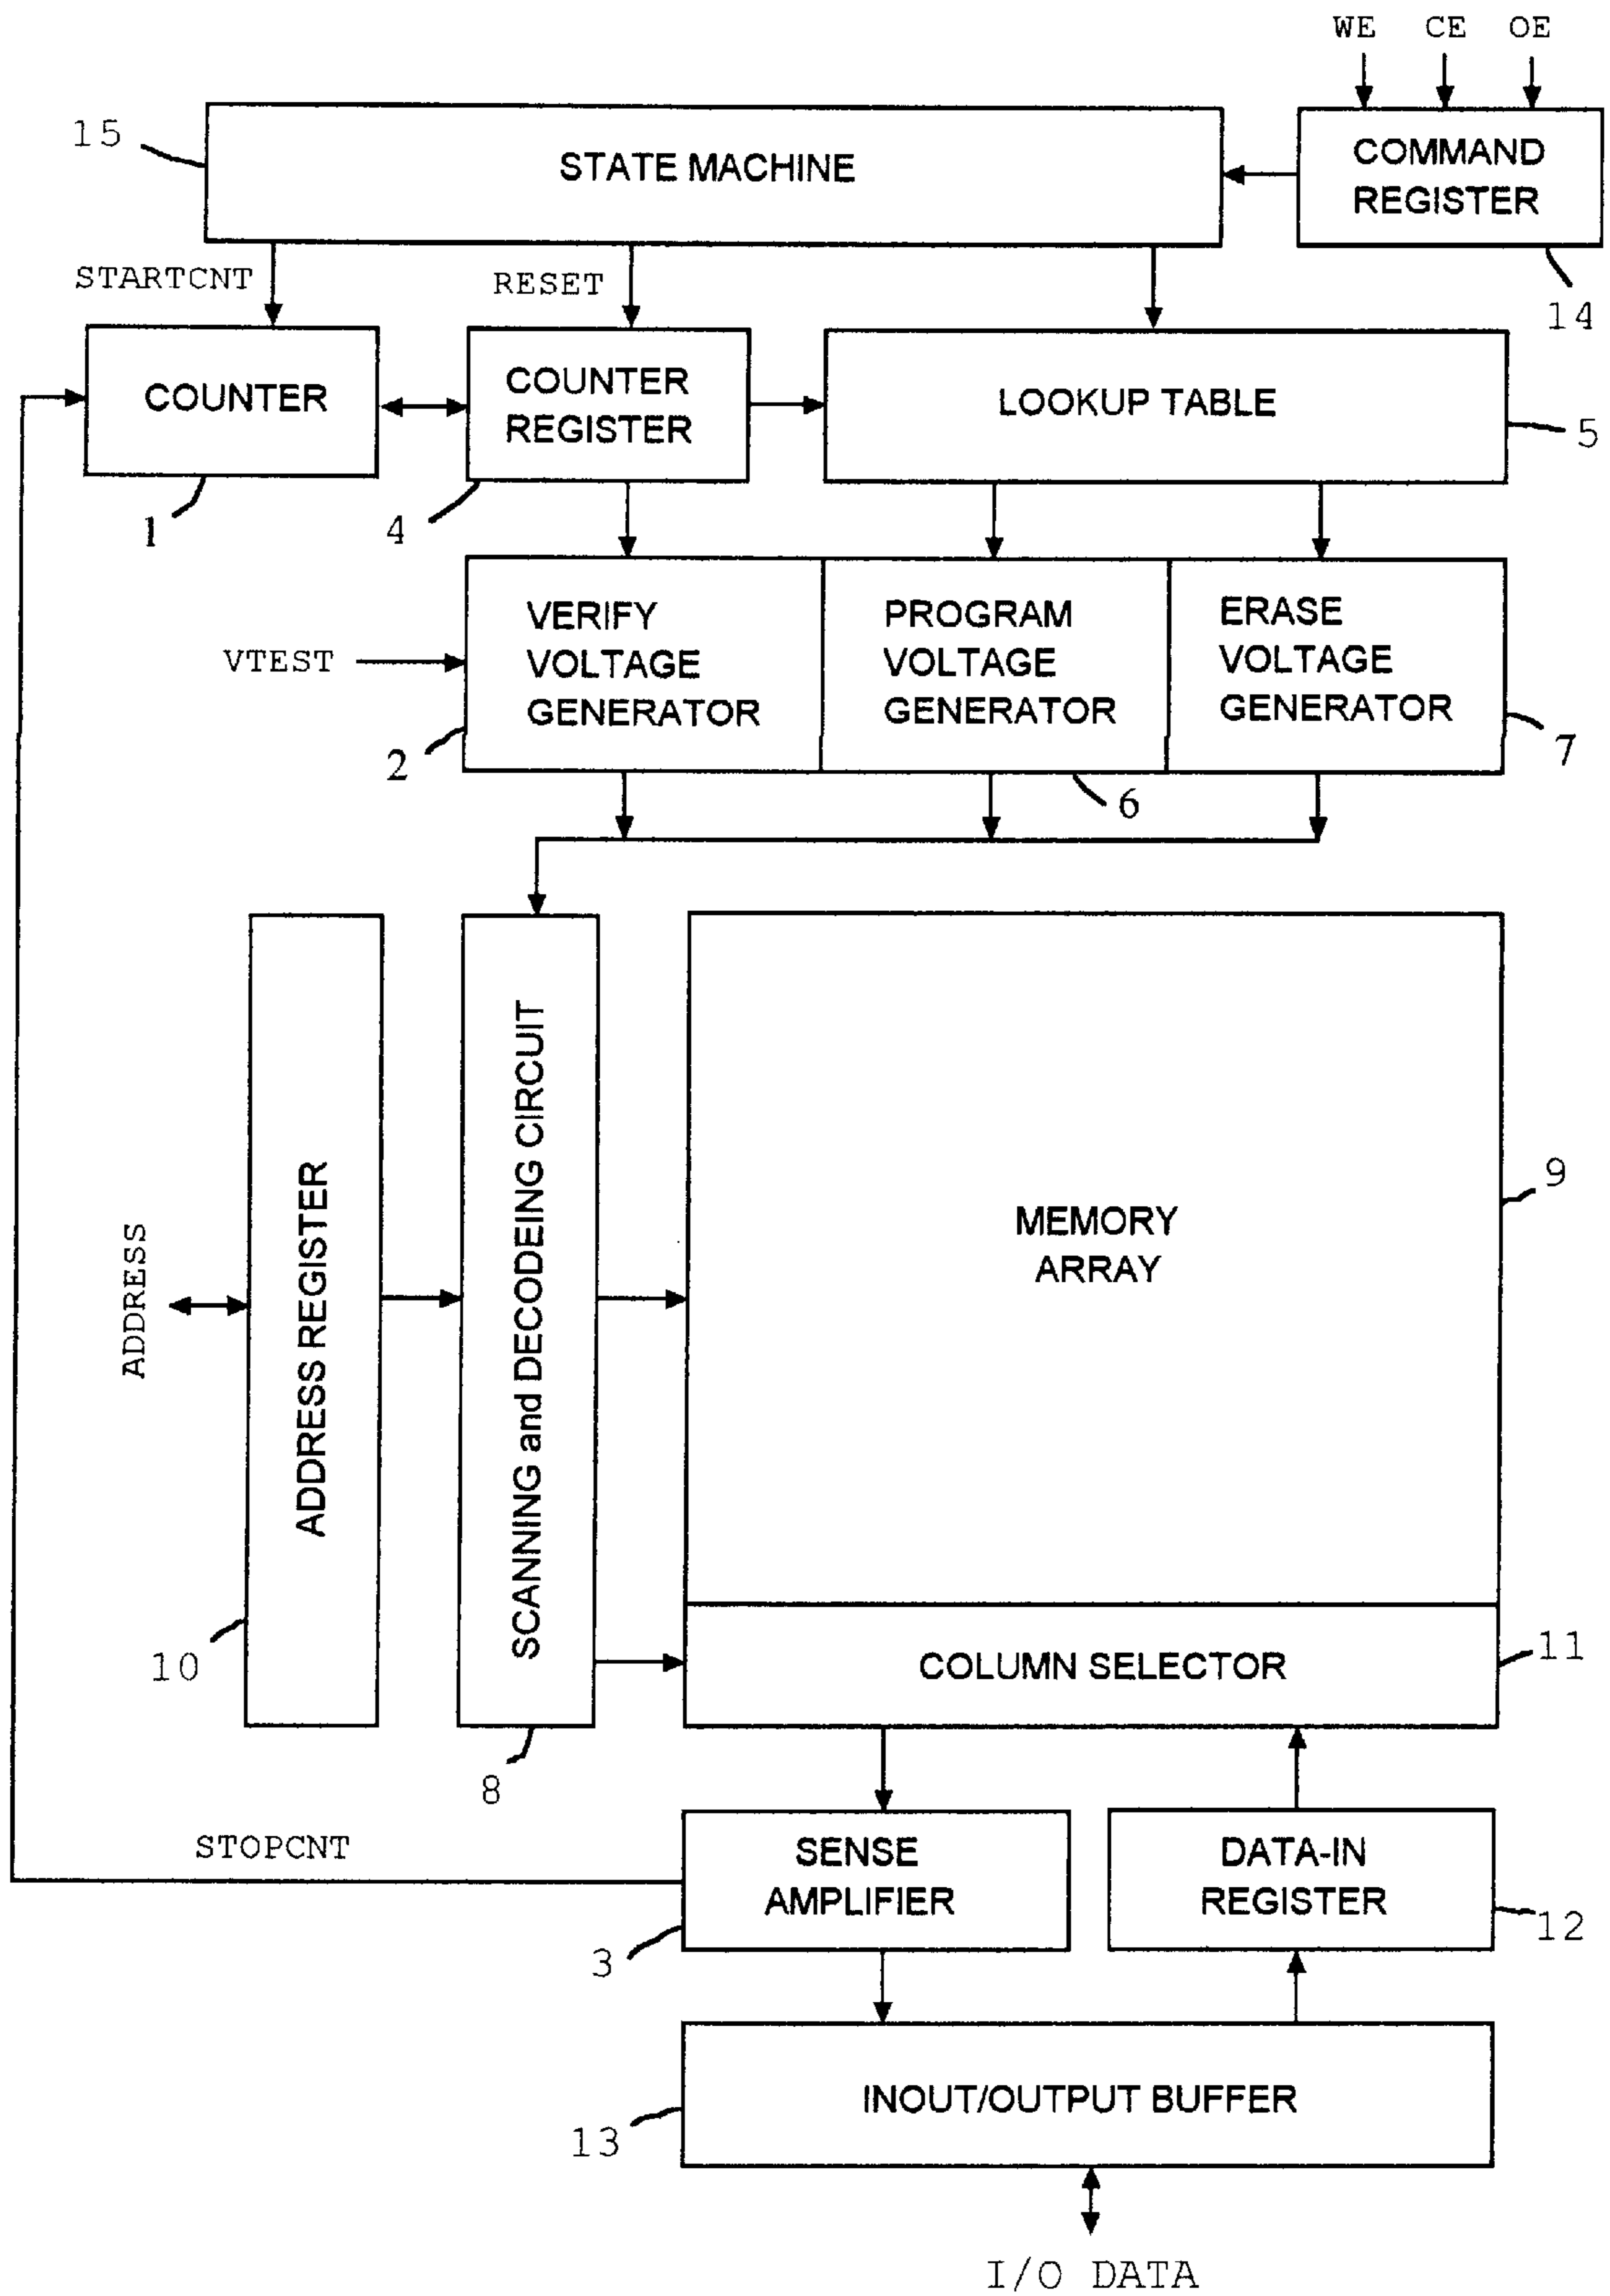 WE CE OE
15
STATE MACHINE
COMMAND
REGISTER
STARTCNT
RESET
14
COUNTER
COUNTER
REGISTER
LOOKUP TABLE
5
1
4
VERIFY
VOLTAGE
GENERATOR
PROGRAM
VOLTAGE
GENERATOR
ERASE
VOLTAGE
GENERATOR
VTEST
2
6
7
ADDRESS
ADDRESS REGISTER
SCANNING and DECODEING CIRCUIT
MEMORY
ARRAY
9
10
COLUMN SELECTOR
11
8
STOPCNT
SENSE
AMPLIFIER
DATA-IN
REGISTER
3
12
INOUT/OUTPUT BUFFER
13
I/O DATA